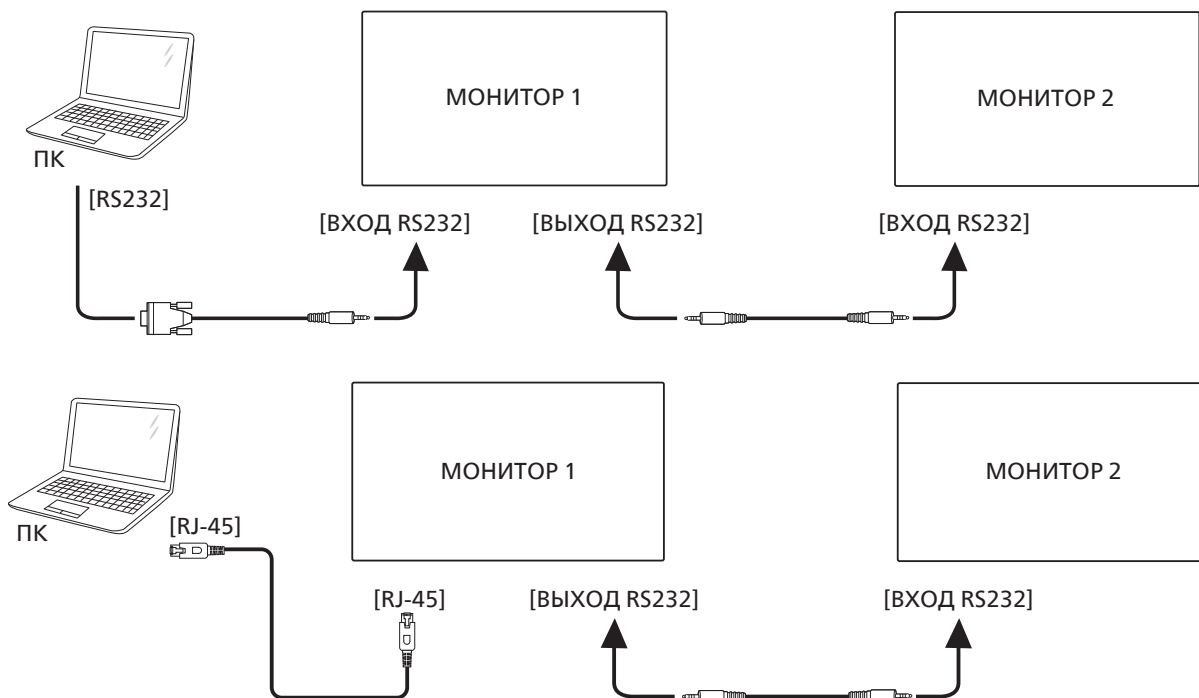 МОНИТОР 1
МОНИТОР 2
ПК
[RS232]
[ВХОД RS232]
[ВЫХОД RS232]
[ВХОД RS232]
МОНИТОР 1
МОНИТОР 2
ПК
[RJ-45]
[RJ-45]
[ВЫХОД RS232]
[ВХОД RS232]